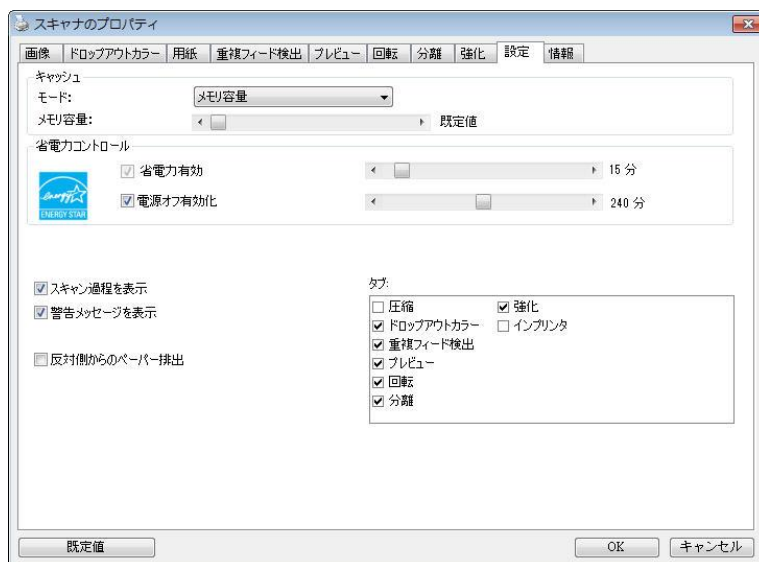 スキャナのプロパティ
画像 ドロップアウトカラー 用紙 重複フィード検出 プレビュー 回転 分離 強化 設定 情報
キャッシュ
モード: メモリ容量
メモリ容量: 既定値
省電力コントロール
省電力有効 15 分
電源オフ有効化 240 分
energy
ENERGY STAR
スキャン過程を表示
警告メッセージを表示
反対側からのペーパー排出
タブ:
圧縮 強化
ドロップアウトカラー インプリンタ
重複フィード検出
プレビュー
回転
分離
既定値 OK キャンセル